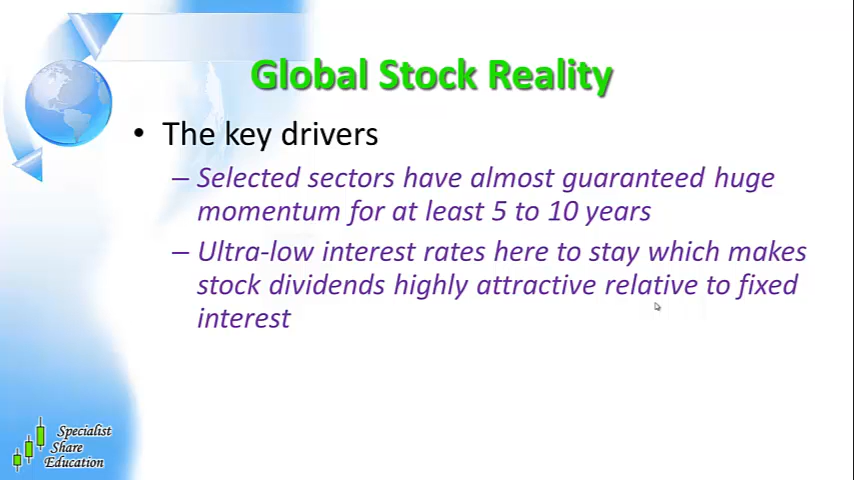 Global Stock Reality
• The key drivers
– Selected sectors have almost guaranteed huge
momentum for at least 5 to 10 years
– Ultra-low interest rates here to stay which makes
stock dividends highly attractive relative to fixed
interest
Specialist
Share
Education